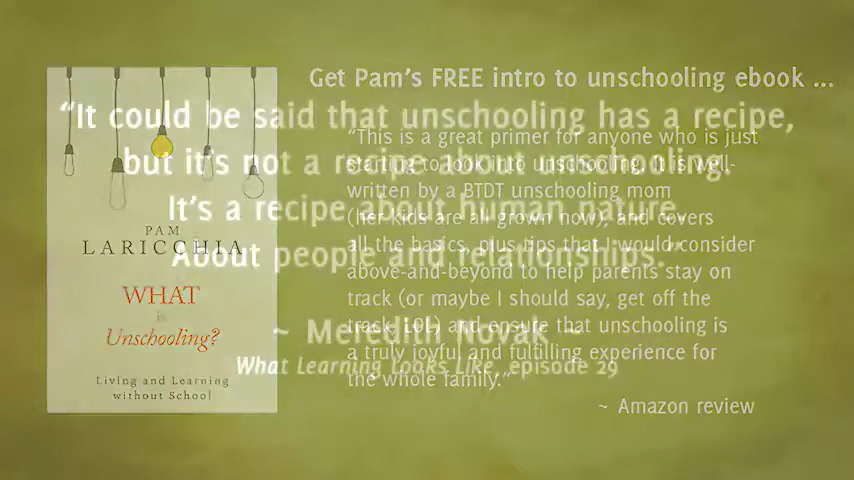 Get Pam's FREE intro to unschooling ebook ...
"It could be said that unschooling has a recipe,
but it's not a recipe about unschooling.
It's a recipe about human nature.
About people and relationships."
~ Meredith Novak ~
What Learning Looks Like, episode 29
"This is a great primer for anyone who is just
starting to look into unschooling. It is well-
written by a BTDT unschooling mom
(her kids are all grown now), and covers
all the basics, plus tips that I would consider
above-and-beyond to help parents stay on
track (or maybe I should say, get off the
track, LOL) and ensure that unschooling is
a truly joyful and fulfilling experience for
the whole family."
~ Amazon review
PAM
LARICCHIA
WHAT
is
Unschooling?
Living and Learning
without School